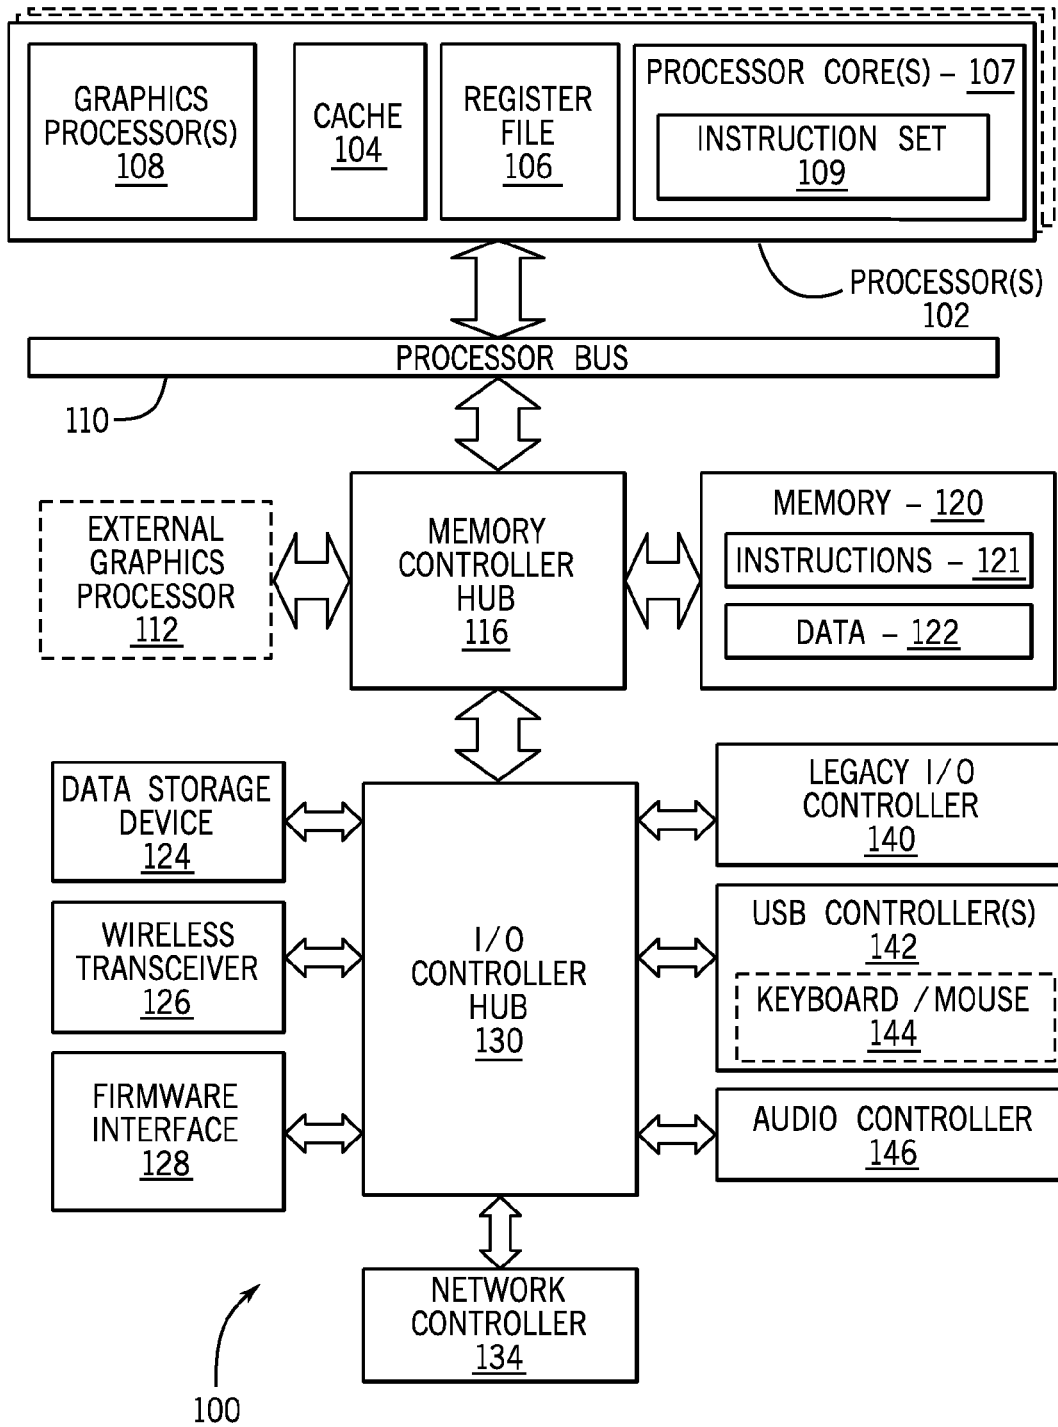 GRAPHICS
PROCESSOR(S)
108
CACHE
104
REGISTER
FILE
106
PROCESSOR CORE(S) - 107
INSTRUCTION SET
109
PROCESSOR(S)
102
PROCESSOR BUS
110
EXTERNAL
GRAPHICS
PROCESSOR
112
MEMORY
CONTROLLER
HUB
116
MEMORY - 120
INSTRUCTIONS - 121
DATA - 122
DATA STORAGE
DEVICE
124
WIRELESS
TRANSCEIVER
126
FIRMWARE
INTERFACE
128
I/O
CONTROLLER
HUB
130
LEGACY I/O
CONTROLLER
140
USB CONTROLLER(S)
142
KEYBOARD /MOUSE
144
AUDIO CONTROLLER
146
NETWORK
CONTROLLER
134
100